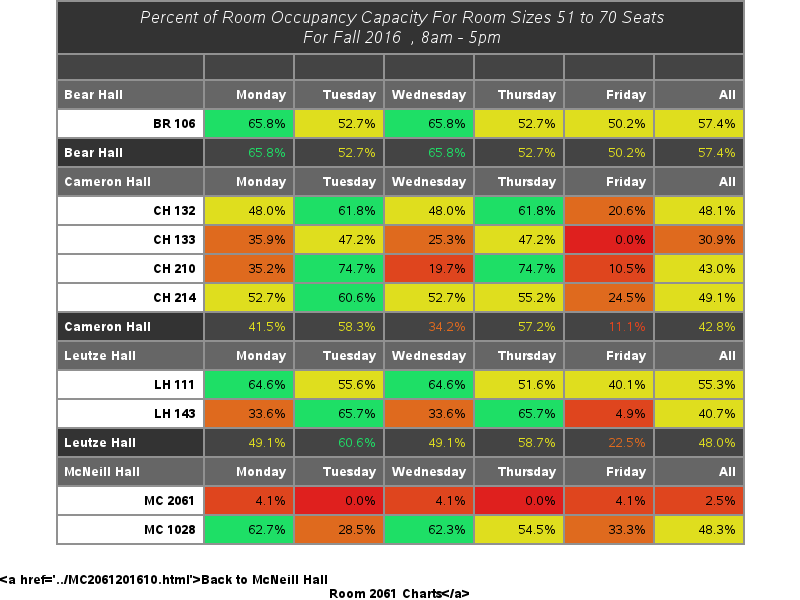 Percent of Room Occupancy Capacity For Room Sizes 51 to 70 Seats
For Fall 2016  , 8am - 5pm
Bear Hall Monday Tuesday Wednesday Thursday Friday All
BR 106 65.8% 52.7% 65.8% 52.7% 50.2% 57.4%
Bear Hall 65.8% 52.7% 65.8% 52.7% 50.2% 57.4%
Cameron Hall Monday Tuesday Wednesday Thursday Friday All
CH 132 48.0% 61.8% 48.0% 61.8% 20.6% 48.1%
CH 133 35.9% 47.2% 25.3% 47.2% 0.0% 30.9%
CH 210 35.2% 74.7% 19.7% 74.7% 10.5% 43.0%
CH 214 52.7% 60.6% 52.7% 55.2% 24.5% 49.1%
Cameron Hall 41.5% 58.3% 34.2% 57.2% 11.1% 42.8%
Leutze Hall Monday Tuesday Wednesday Thursday Friday All
LH 111 64.6% 55.6% 64.6% 51.6% 40.1% 55.3%
LH 143 33.6% 65.7% 33.6% 65.7% 4.9% 40.7%
Leutze Hall 49.1% 60.6% 49.1% 58.7% 22.5% 48.0%
McNeill Hall Monday Tuesday Wednesday Thursday Friday All
MC 2061 4.1% 0.0% 4.1% 0.0% 4.1% 2.5%
MC 1028 62.7% 28.5% 62.3% 54.5% 33.3% 48.3%
<a href='../MC2061201610.html'>Back to McNeill Hall
Room 2061 Charts</a>